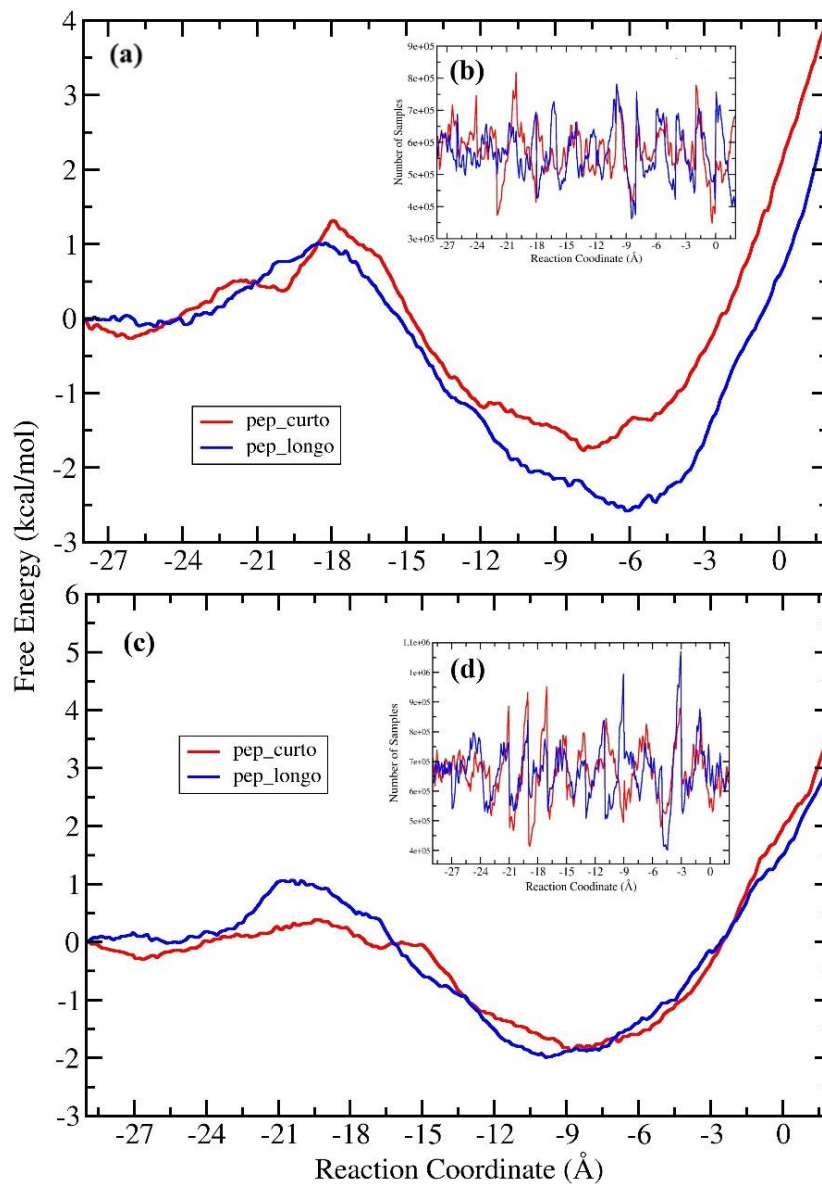 4
(a)
9e+05
(b)
3
8e+05
7e+05
2
Number of Samples
6e+05
5e+05
1
4e+05
3e+05
-27 -24 -21 -18 -15 -12 -9 -6 -3 0
Reaction Coodinate (Å)
0
-1
pep_curto
pep_longo
-2
-3
-27 -24 -21 -18 -15 -12 -9 -6 -3 0
Free Energy (kcal/mol)
6
(c)
5
1,1e+06
(d)
1e+06
4
9e+05
8e+05
3
pep_curto
pep_longo
Number of Samples
7e+05
6e+05
2
5e+05
4e+05
-27 -24 -21 -18 -15 -12 -9 -6 -3 0
Reaction Coodinate (Å)
1
0
-1
-2
-3
-27 -24 -21 -18 -15 -12 -9 -6 -3 0
Reaction Coordinate (Å)